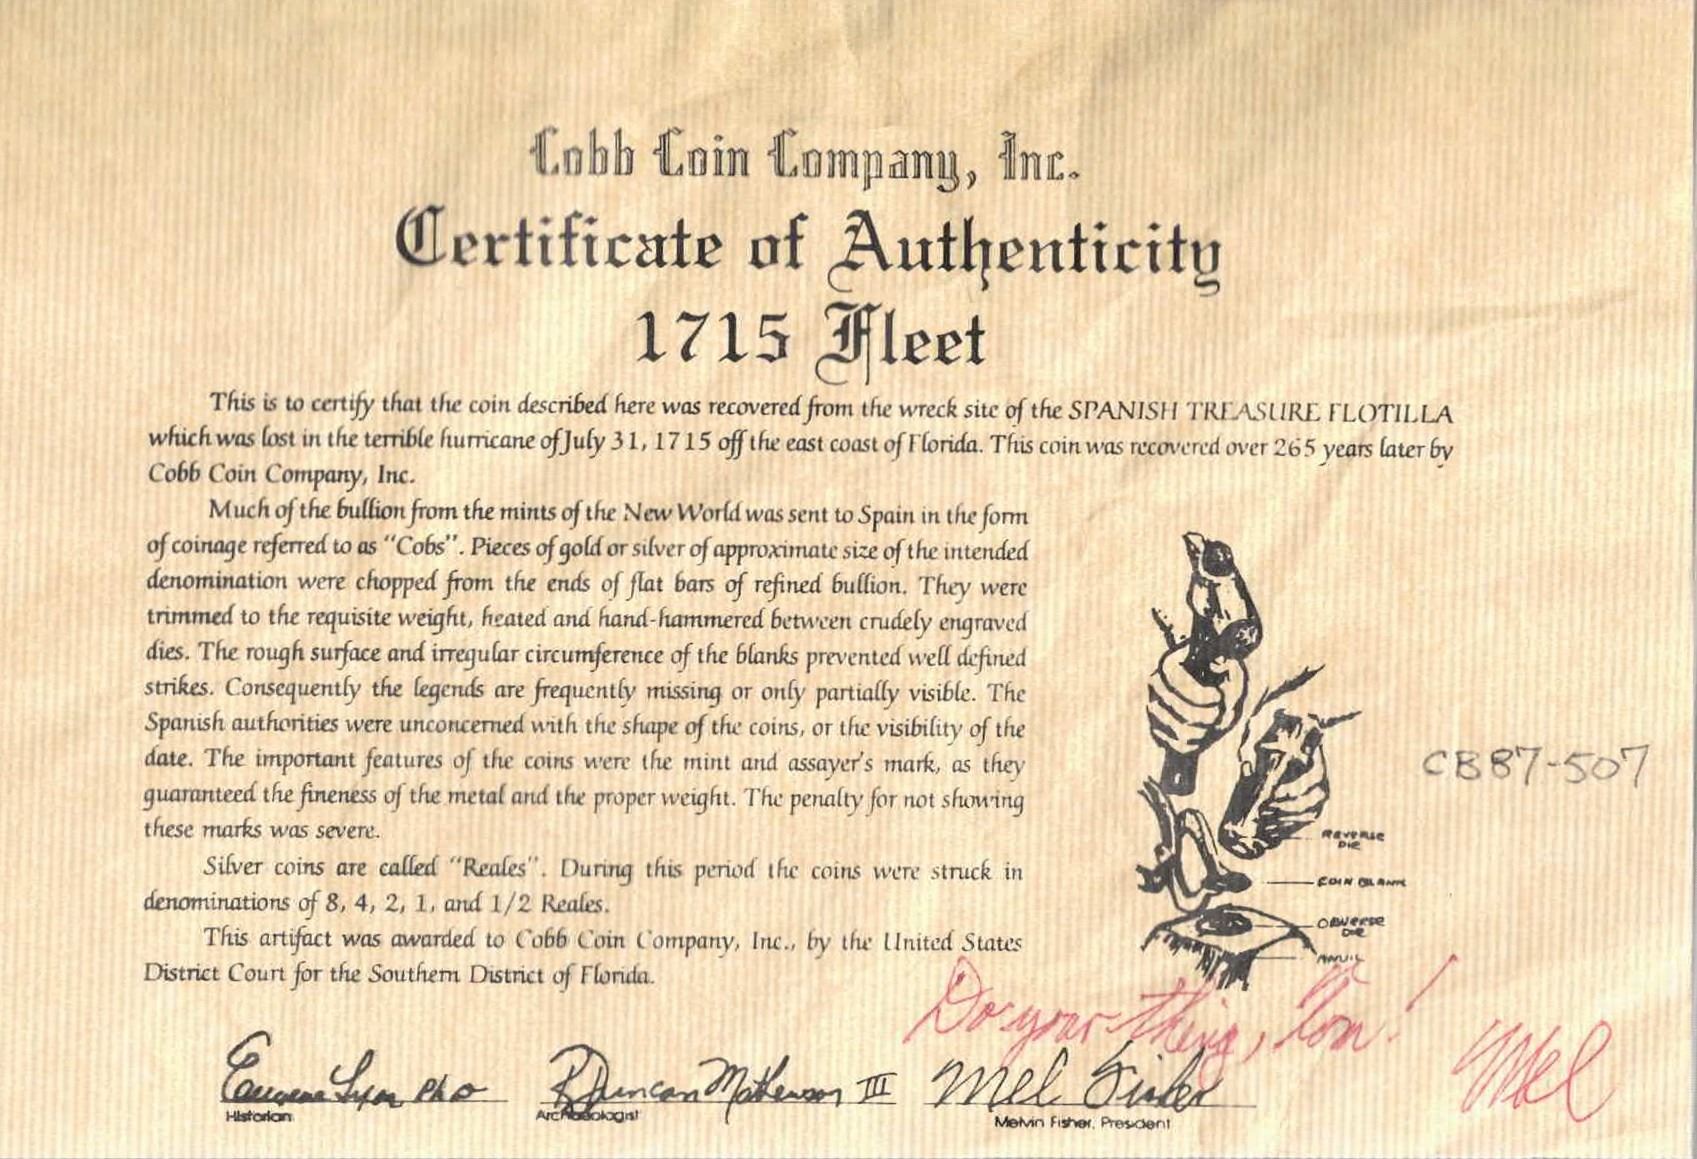 Cobb Coin Company, Inc.
Certificate of Authenticity
1715 Fleet
This is to certify that the coin described here was recovered from the wreck site of the SPANISH TREASURE FLOTILLA
which was lost in the terrible hurricane of July 31, 1715 off the east coast of Florida. This coin was recovered over 265 years later by
Cobb Coin Company, Inc.
Much of the bullion from the mints of the New World was sent to Spain in the form
of coinage referred to as "Cobs". Pieces of gold or silver of approximate size of the intended
denomination were chopped from the ends of flat bars of refined bullion. They were
trimmed to the requisite weight, heated and hand-hammered between crudely engraved
dies. The rough surface and irregular circumference of the blanks prevented well defined
strikes. Consequently the legends are frequently missing or only partially visible. The
Spanish authorities were unconcerned with the shape of the coins, or the visibility of the
date. The important features of the coins were the mint and assayer's mark, as they
guaranteed the fineness of the metal and the proper weight. The penalty for not showing
these marks was severe.
Silver coins are called "Reales". During this period the coins were struck in
denominations of 8, 4, 2, 1, and 1/2 Reales.
This artifact was awarded to Cobb Coin Company, Inc., by the United States
District Court for the Southern District of Florida.
CB87-507
REVERSE
DIE
COIN BLANK
OBVERSE
DIE
ANVIL
Do your thing, Tom!
Mel
Eugene Lyon PhD
R Duncan Mathewson III
Mel Fisher
Historian
Archaeologist
Melvin Fisher, President